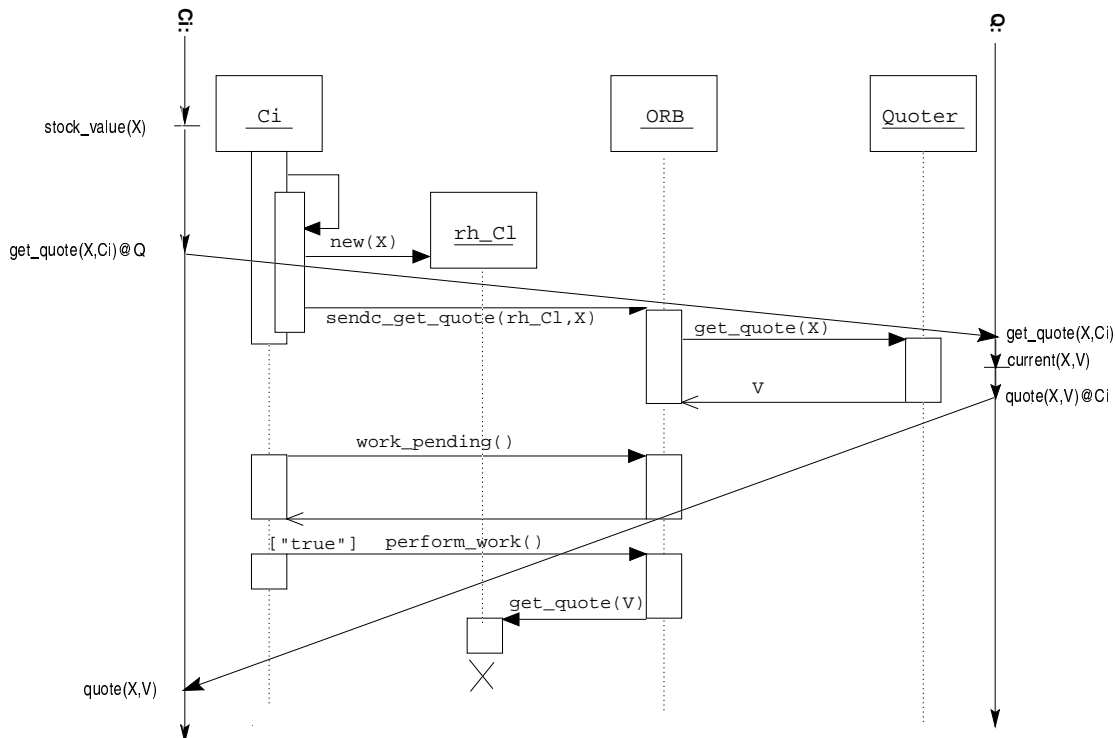 Ci:
Q:
Ci
ORB
Quoter
stock_value(X)
rh_Cl
new(X)
get_quote(X,Ci)@Q
sendc_get_quote(rh_Cl,X)
get_quote(X)
get_quote(X,Ci)
current(X,V)
V
quote(X,V)@Ci
work_pending()
["true"]
perform_work()
get_quote(V)
quote(X,V)